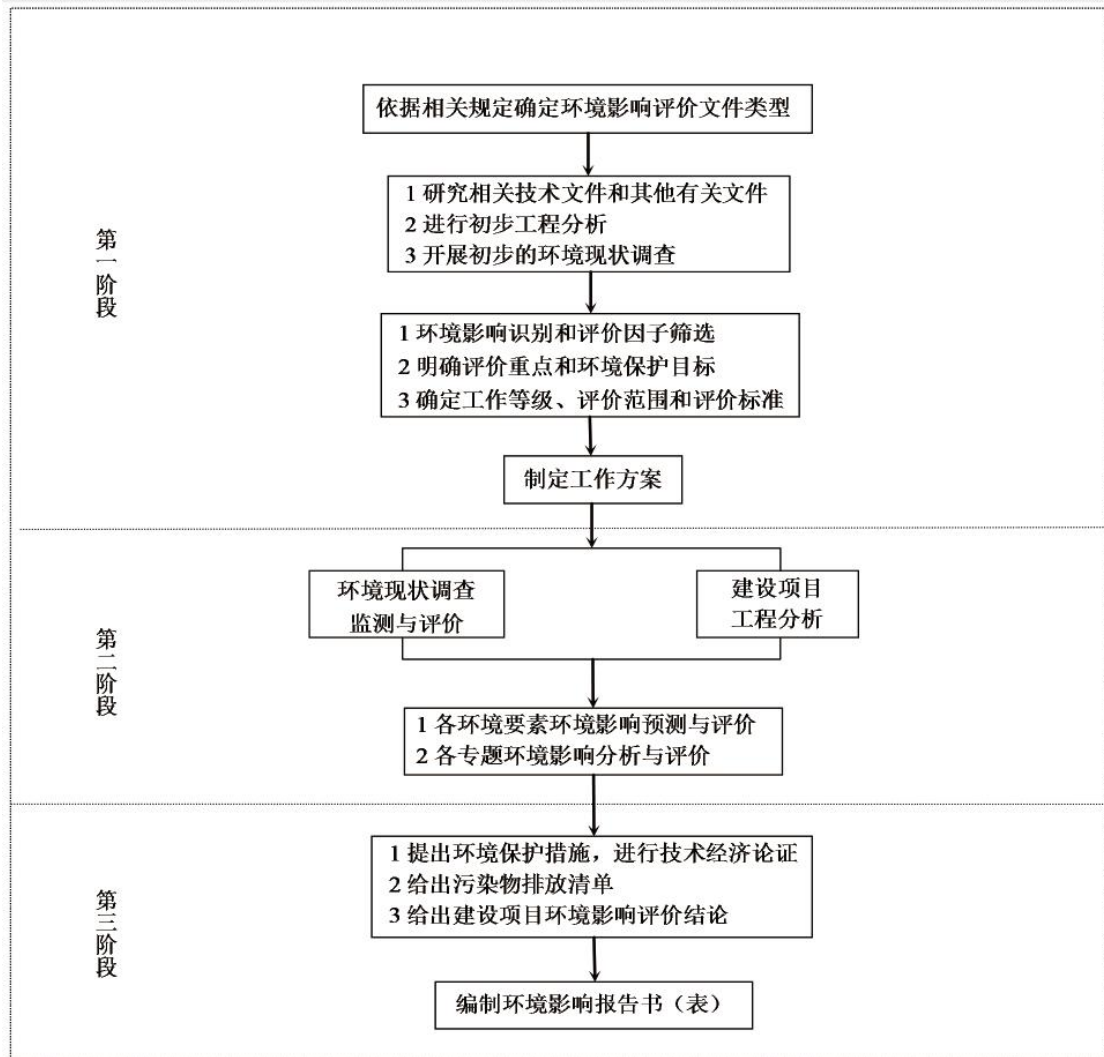 依据相关规定确定环境影响评价文件类型
第一阶段
1 研究相关技术文件和其他有关文件
2 进行初步工程分析
3 开展初步的环境现状调查
1 环境影响识别和评价因子筛选
2 明确评价重点和环境保护目标
3 确定工作等级、评价范围和评价标准
制定工作方案
第二阶段
环境现状调查
监测与评价
建设项目
工程分析
1 各环境要素环境影响预测与评价
2 各专题环境影响分析与评价
第三阶段
1 提出环境保护措施，进行技术经济论证
2 给出污染物排放清单
3 给出建设项目环境影响评价结论
编制环境影响报告书（表）